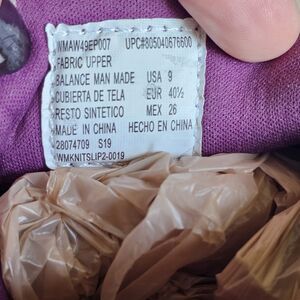 WMAW49EP007 UPC#805040876600
FABRIC UPPER
BALANCE MAN MADE USA 9
CUBIERTA DE TELA EUR 40½
RESTO SINTETICO MEX 26
MADE IN CHINA HECHO EN CHINA
28074709 S19
WMKNITSLIP2-0019